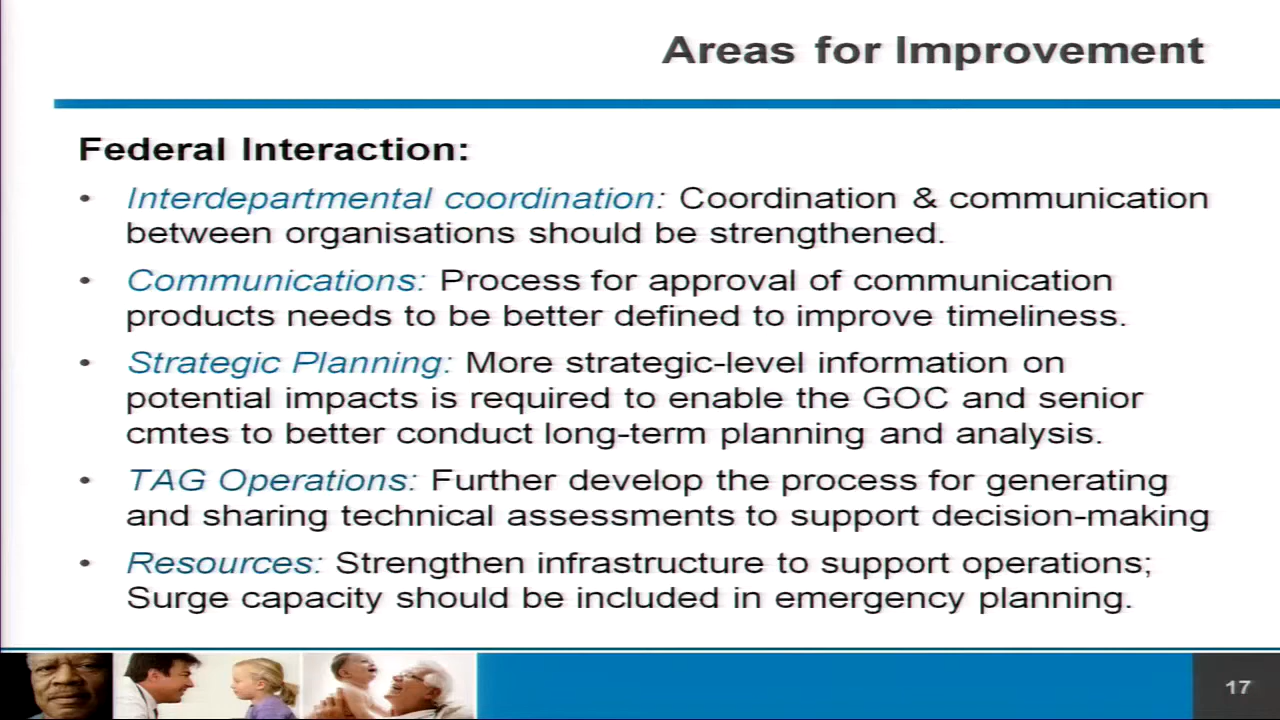 Areas for Improvement
Federal Interaction:
• Interdepartmental coordination: Coordination & communication
between organisations should be strengthened.
• Communications: Process for approval of communication
products needs to be better defined to improve timeliness.
• Strategic Planning: More strategic-level information on
potential impacts is required to enable the GOC and senior
cmtes to better conduct long-term planning and analysis.
• TAG Operations: Further develop the process for generating
and sharing technical assessments to support decision-making
• Resources: Strengthen infrastructure to support operations;
Surge capacity should be included in emergency planning.
17